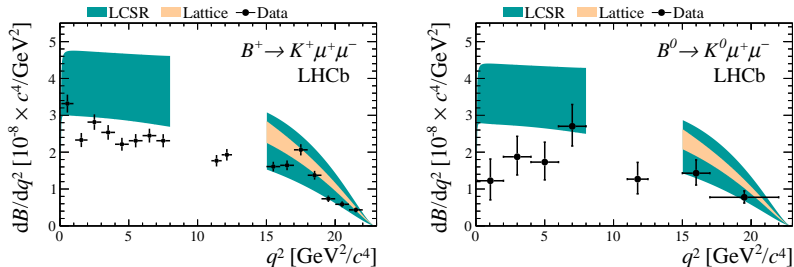 LCSR Lattice Data
B⁺→ K⁺μ⁺μ⁻
LHCb
dB/dq² [10⁻⁸ × c⁴/GeV²]
5
4
3
2
1
0
0 5 10 15 20
q² [GeV²/c⁴]
LCSR Lattice Data
B⁰→ K⁰μ⁺μ⁻
LHCb
dB/dq² [10⁻⁸ × c⁴/GeV²]
5
4
3
2
1
0
0 5 10 15 20
q² [GeV²/c⁴]